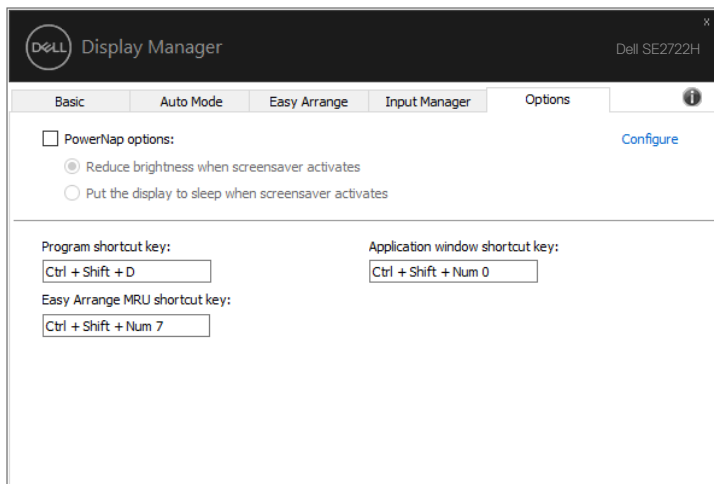 x
DELL Display Manager
Dell SE2722H
Basic Auto Mode Easy Arrange Input Manager Options i
PowerNap options: Configure
Reduce brightness when screensaver activates
Put the display to sleep when screensaver activates
Program shortcut key: Application window shortcut key:
Ctrl + Shift + D Ctrl + Shift + Num 0
Easy Arrange MRU shortcut key:
Ctrl + Shift + Num 7